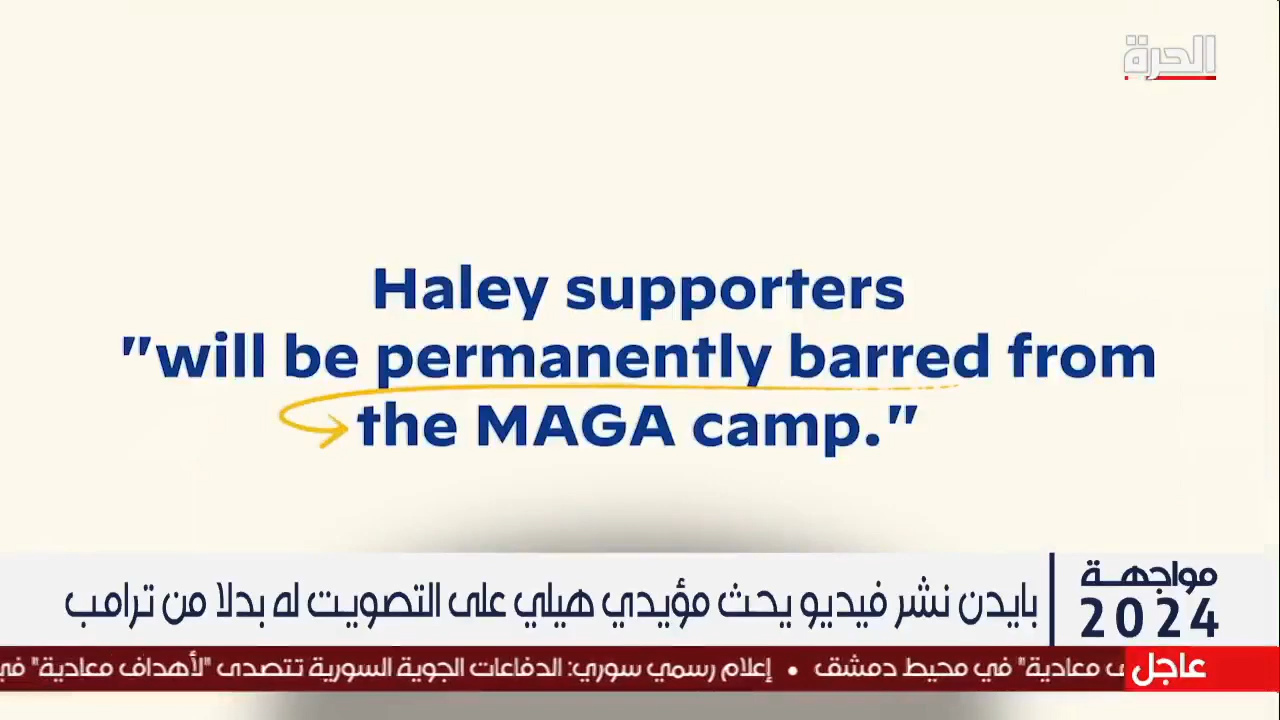 الحرة
Haley supporters
"will be permanently barred from
the MAGA camp."
مواجهة
2024
بايدن نشر فيديو يحث مؤيدي هيلي على التصويت له بدلا من ترامب
عاجل
معادية" في محيط دمشق • إعلام رسمي سوري: الدفاعات الجوية السورية تتصدى "لأهداف معادية" في